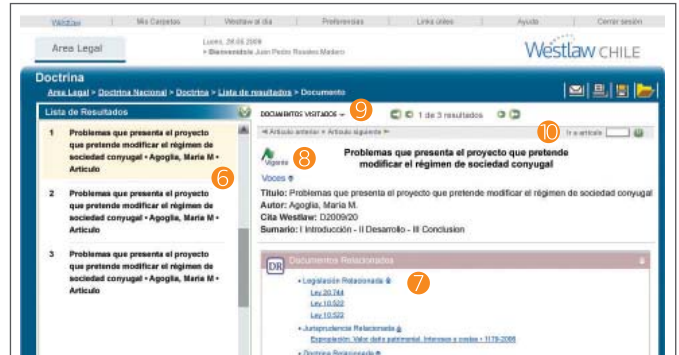 Westlaw
Mis Carpetas
Westlaw al día
Preferencias
Links útiles
Ayuda
Cerrar sesión
Area Legal
Lunes, 28.05.2009
> Bienvenido/a Juan Pedro Rosales Maduro
Westlaw CHILE
Doctrina
Area Legal > Doctrina Nacional > Doctrina > Lista de resultados > Documento
Lista de Resultados
DOCUMENTOS VISITADOS
9
1 de 3 resultados
Artículo anterior
Artículo siguiente
10
Ir a artículo
1 Problemas que presenta el proyecto
que pretende modificar el régimen de
sociedad conyugal • Agoglia, Maria M •
Artículo
6
2 Problemas que presenta el proyecto
que pretende modificar el régimen de
sociedad conyugal • Agoglia, Maria M •
Artículo
3 Problemas que presenta el proyecto
que pretende modificar el régimen de
sociedad conyugal • Agoglia, Maria M •
Artículo
Vigente
8
Problemas que presenta el proyecto que pretende
modificar el régimen de sociedad conyugal
Voces
Título: Problemas que presenta el proyecto que pretende modificar el régimen de sociedad conyugal
Autor: Agoglia, Maria M.
Cita Westlaw: D2009/20
Sumario: I Introducción - II Desarrollo - III Conclusion
DR
Documentos Relacionados
• Legislación Relacionada
7
Ley 20.744
Ley 10.522
Ley 10.522
• Jurisprudencia Relacionada
Expropiación. Valor daño patrimonial. Intereses y costes • 1178-2006
• Doctrina Relacionada